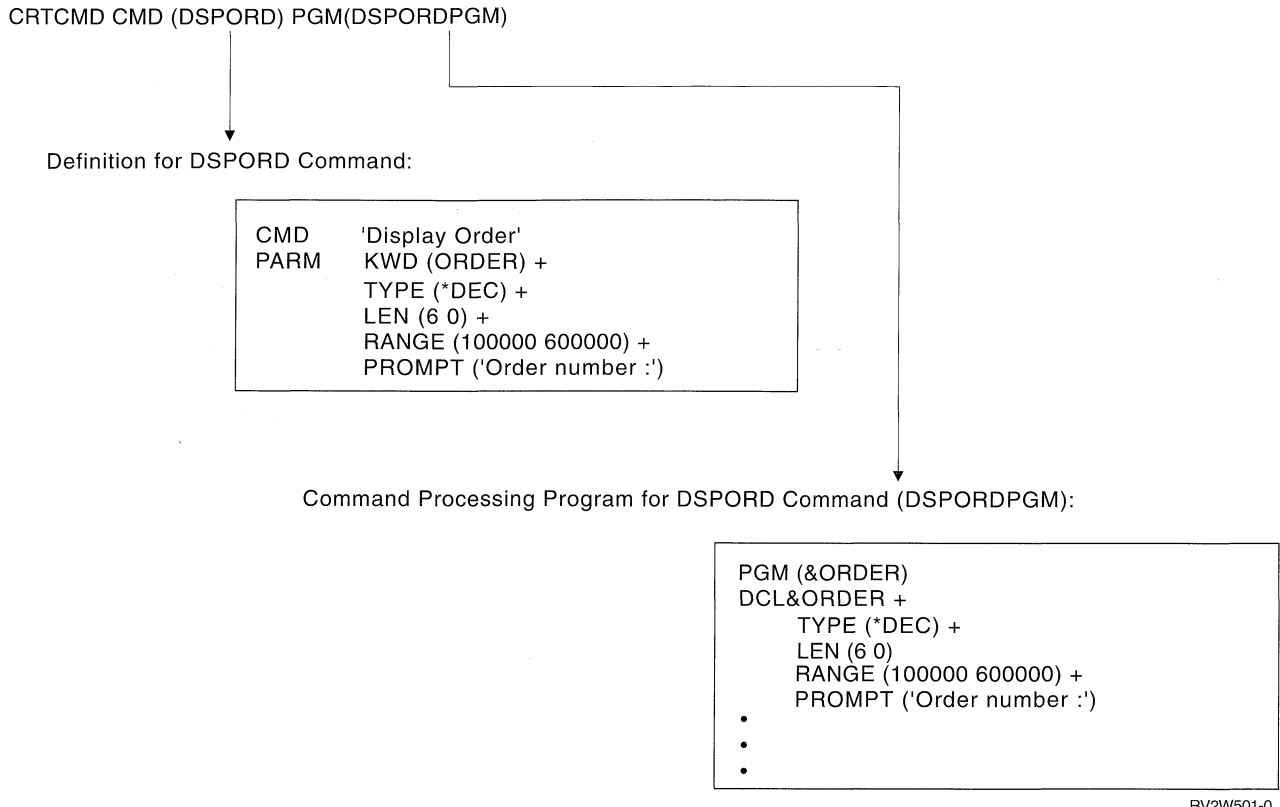 CRTCMD CMD (DSPORD) PGM(DSPORDPGM)
Definition for DSPORD Command:
CMD 'Display Order'
PARM KWD (ORDER) +
TYPE (*DEC) +
LEN (6 0) +
RANGE (100000 600000) +
PROMPT ('Order number :')
Command Processing Program for DSPORD Command (DSPORDPGM):
PGM (&ORDER)
DCL&ORDER +
TYPE (*DEC) +
LEN (6 0)
RANGE (100000 600000) +
PROMPT ('Order number :')
•
•
•
RV2W501-0